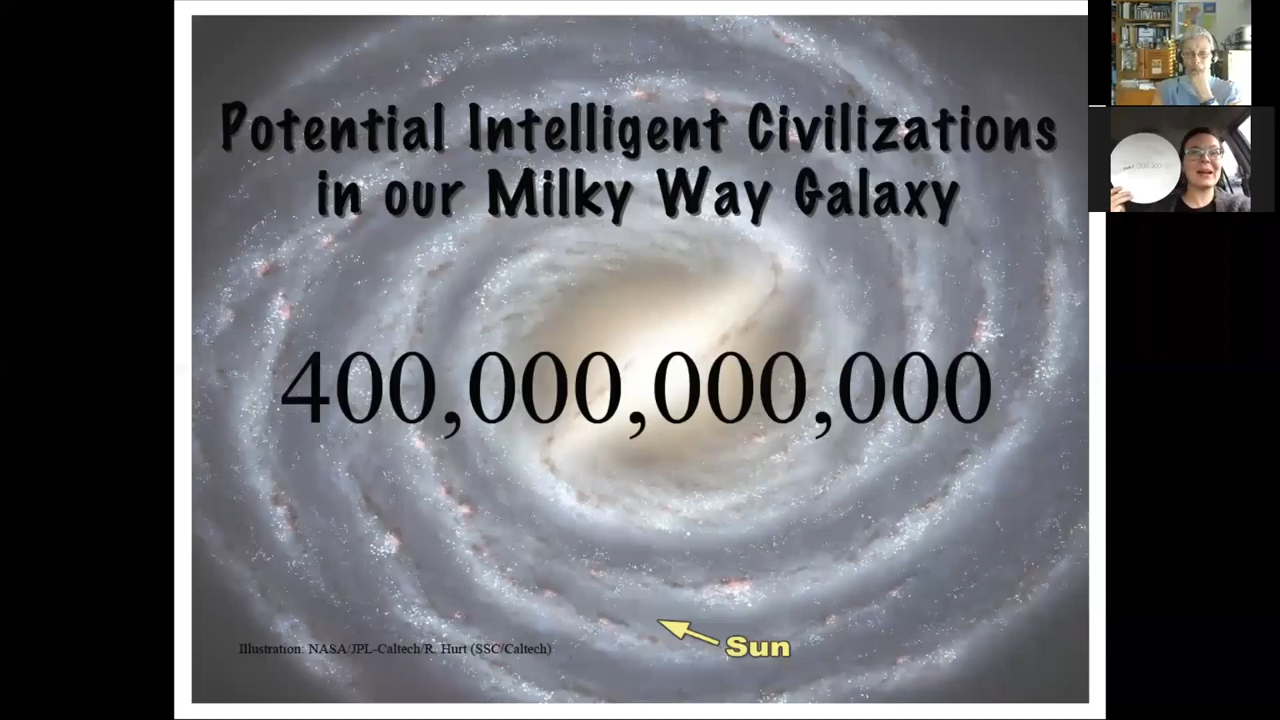 Potential Intelligent Civilizations
in our Milky Way Galaxy
400,000,000,000
Sun
Illustration: NASA/JPL-Caltech/R. Hurt (SSC/Caltech)